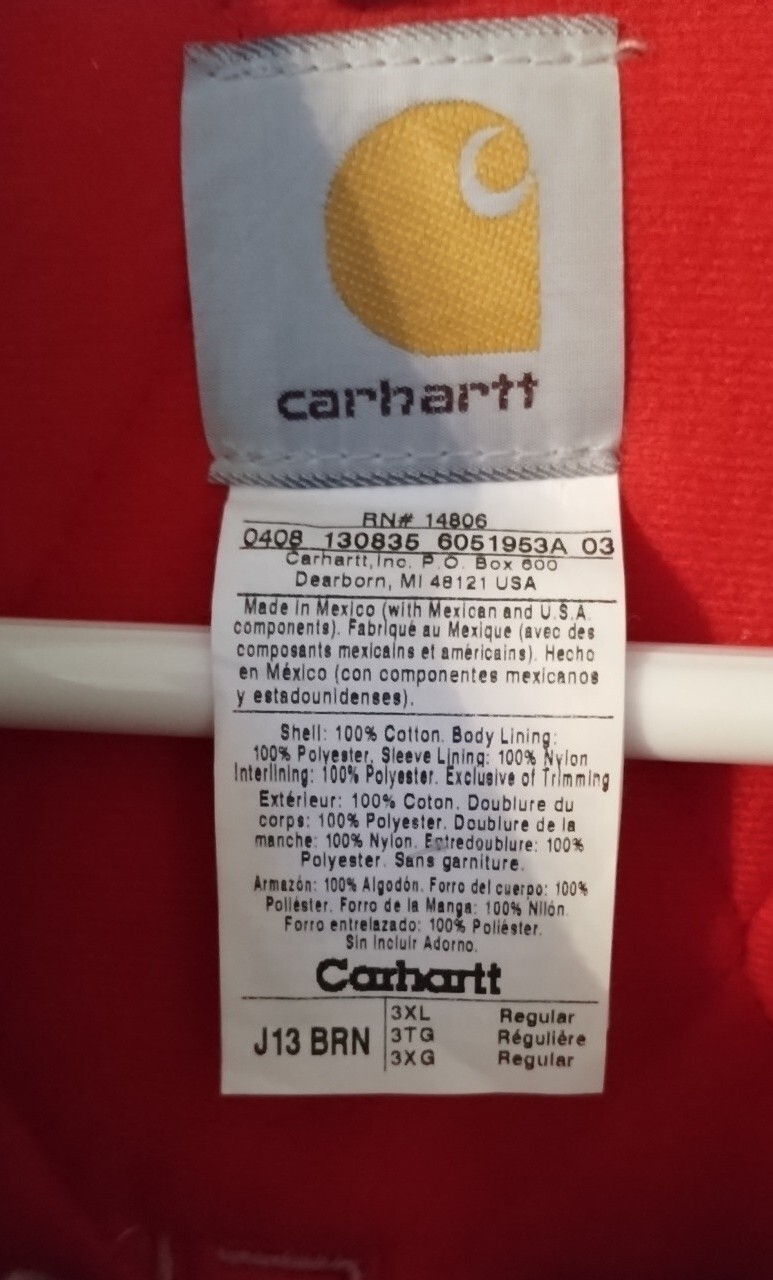 carhartt
RN# 14806
0408 130835 6051953A 03
Carhartt, Inc. P.O. Box 600
Dearborn, MI 48121 USA
Made in Mexico (with Mexican and U.S.A.
components). Fabriqué au Mexique (avec des
composants mexicains et américains). Hecho
en México (con componentes mexicanos
y estadounidenses).
Shell: 100% Cotton. Body Lining:
100% Polyester. Sleeve Lining: 100% Nylon
Interlining: 100% Polyester. Exclusive of Trimming
Extérieur: 100% Coton. Doublure du
corps: 100% Polyester. Doublure de la
manche: 100% Nylon. Entredoublure: 100%
Polyester. Sans garniture.
Armazón: 100% Algodón. Forro del cuerpo: 100%
Poliéster. Forro de la Manga: 100% Nilón.
Forro entrelazado: 100% Poliéster.
Sin Incluir Adorno.
Carhartt
J13 BRN
3XL Regular
3TG Régulière
3XG Regular